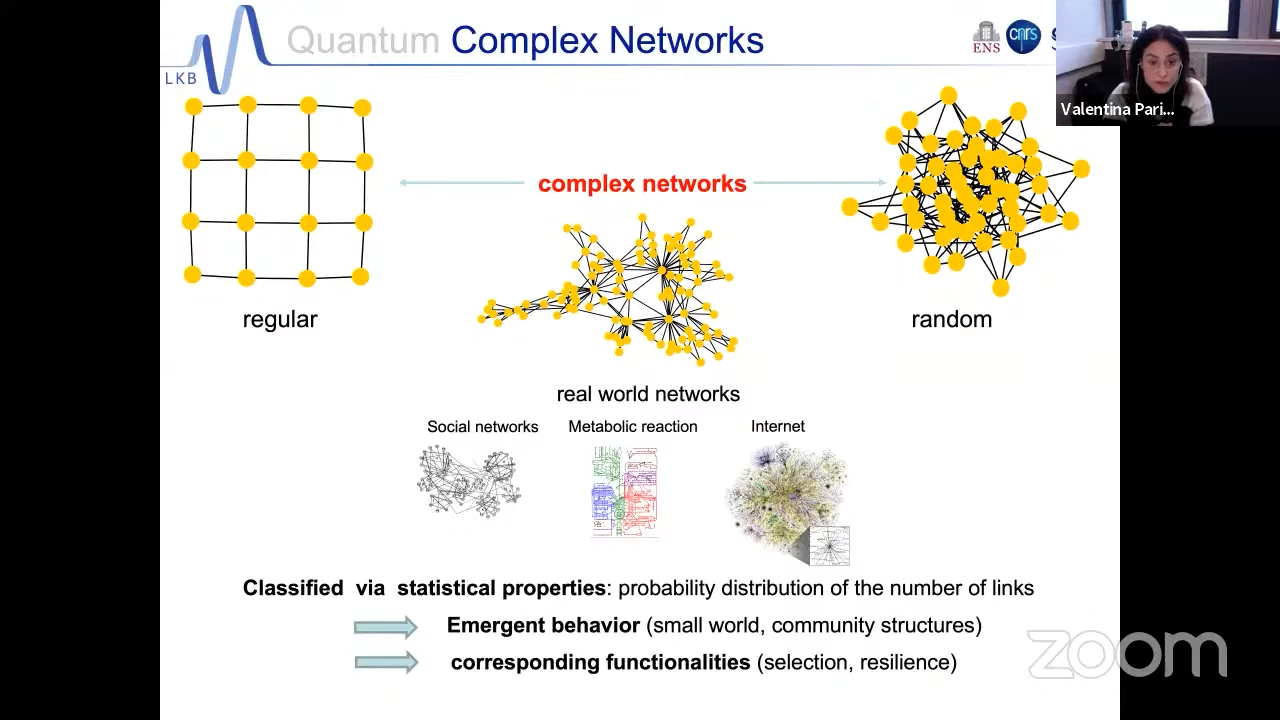 Quantum Complex Networks
LKB
ENS
cnrs
Valentina Pari...
complex networks
regular
random
real world networks
Social networks
Metabolic reaction
Internet
Classified via statistical properties: probability distribution of the number of links
Emergent behavior (small world, community structures)
corresponding functionalities (selection, resilience)
zoom